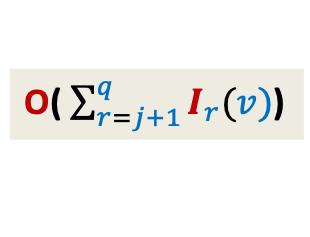 O( ∑_{r=j+1}^{q} I_r(v))